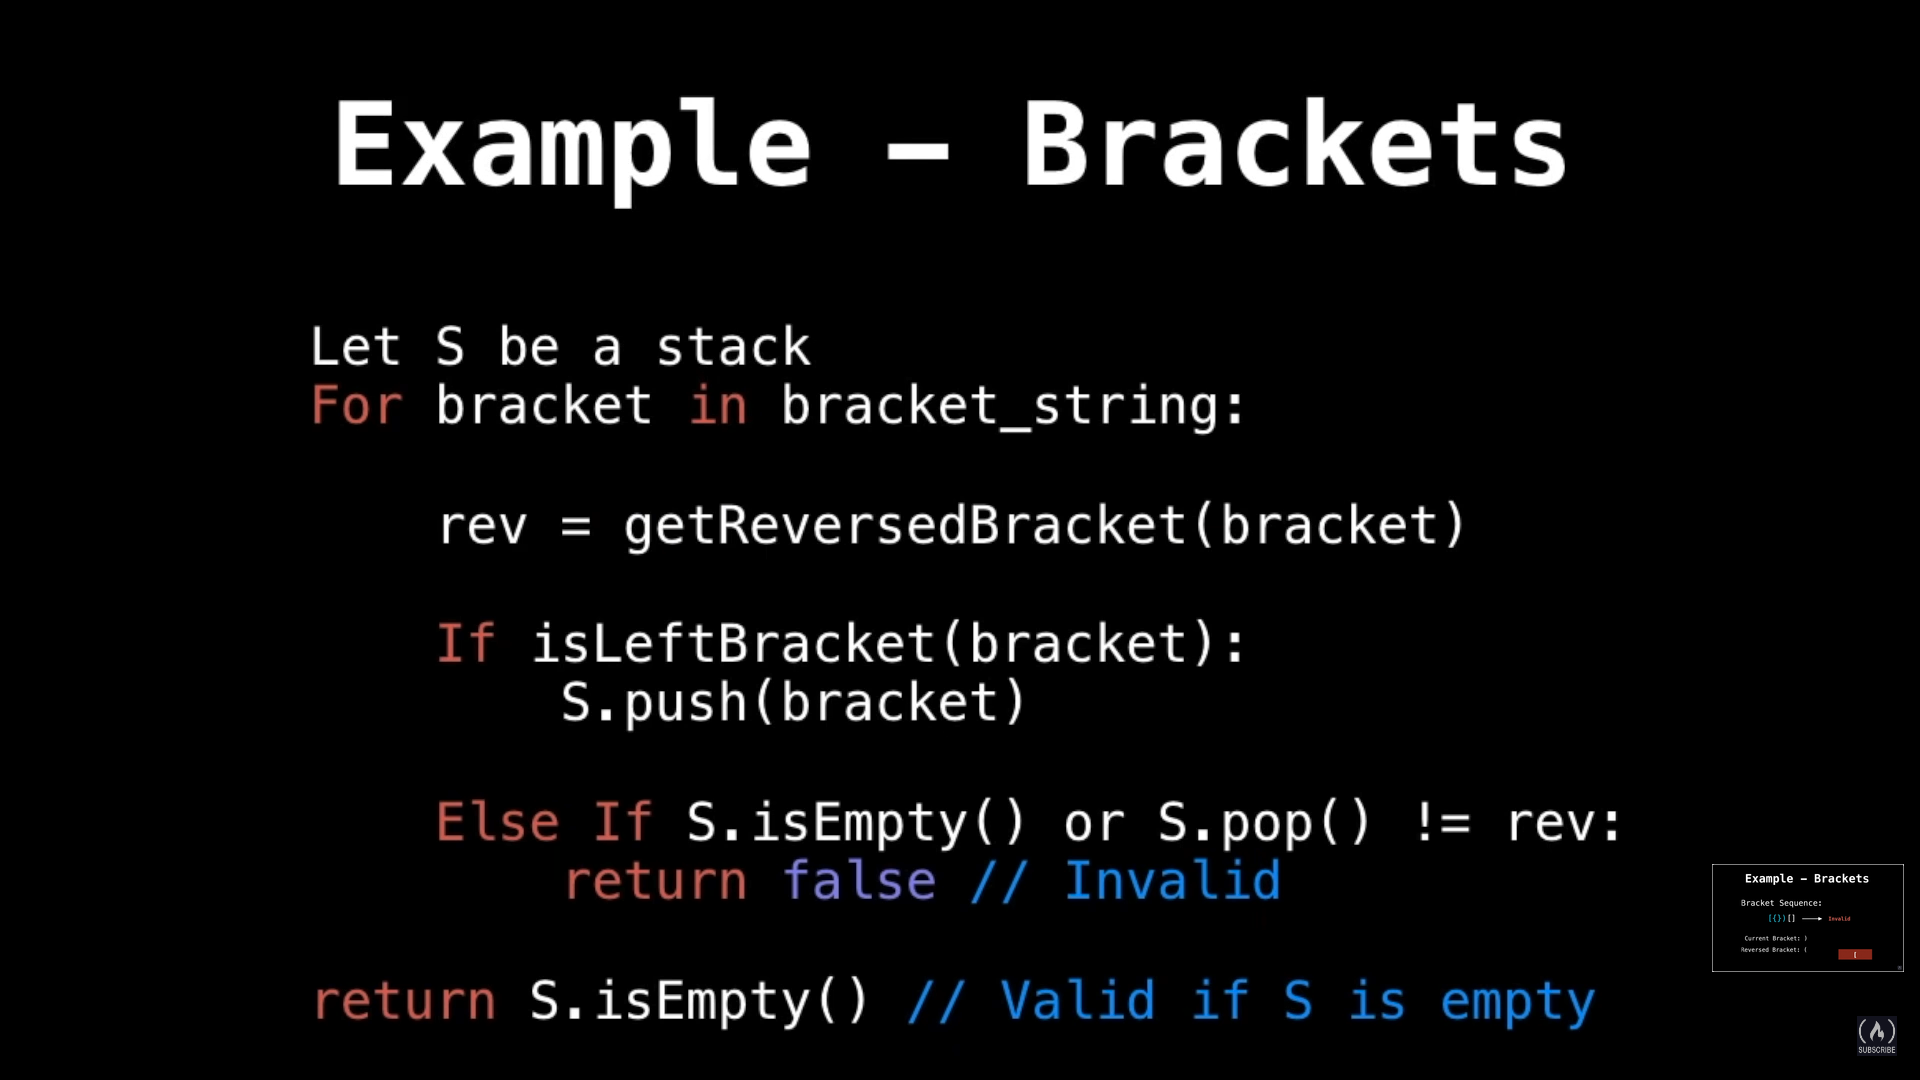 Example – Brackets
Let S be a stack
For bracket in bracket_string:
rev = getReversedBracket(bracket)
If isLeftBracket(bracket):
S.push(bracket)
Else If S.isEmpty() or S.pop() != rev:
return false // Invalid
return S.isEmpty() // Valid if S is empty
Example – Brackets
Bracket Sequence:
[{})[] Invalid
Current Bracket: )
Reversed Bracket: (
[
SUBSCRIBE